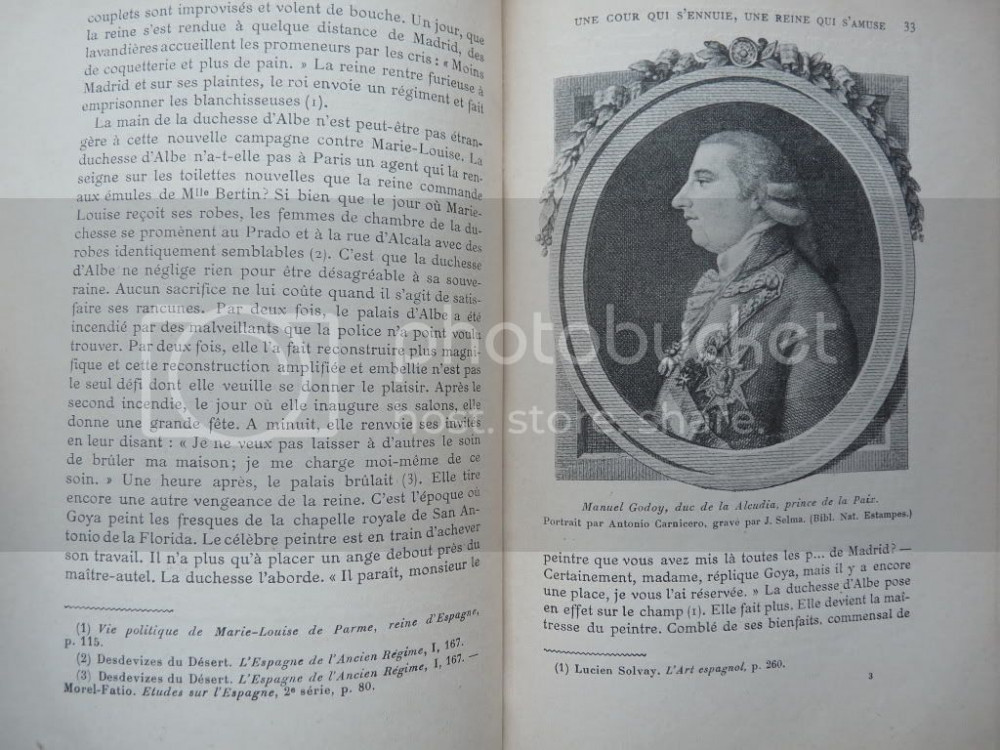 couplets sont improvisés et volent de bouche. Un jour, que
la reine s'est rendue à quelque distance de Madrid, des
lavandières accueillent les promeneurs par les cris : « Moins
de coquetterie et plus de pain. » La reine rentre furieuse à
Madrid et sur ses plaintes, le roi envoie un régiment et fait
emprisonner les blanchisseuses (1).
La main de la duchesse d'Albe n'est peut-être pas étran-
gère à cette nouvelle campagne contre Marie-Louise. La
duchesse d'Albe n'a-t-elle pas à Paris un agent qui la ren-
seigne sur les toilettes nouvelles que la reine commande
aux émules de Mlle Bertin? Si bien que le jour où Marie-
Louise reçoit ses robes, les femmes de chambre de la du-
chesse se promènent au Prado et à la rue d'Alcala avec des
robes identiquement semblables (2). C'est que la duchesse
d'Albe ne néglige rien pour être désagréable à sa souve-
raine. Aucun sacrifice ne lui coûte quand il s'agit de satis-
faire ses rancunes. Par deux fois, le palais d'Albe a été
incendié par des malveillants que la police n'a point voulu
trouver. Par deux fois, elle l'a fait reconstruire plus magni-
fique et cette reconstruction amplifiée et embellie n'est pas
le seul défi dont elle veuille se donner le plaisir. Après le
second incendie, le jour où elle inaugure ses salons, elle
donne une grande fête. A minuit, elle renvoie ses invités
en leur disant : « Je ne veux pas laisser à d'autres le soin
de brûler ma maison; je me charge moi-même de ce
soin. » Une heure après, le palais brûlait (3). Elle tire
encore une autre vengeance de la reine. C'est l'époque où
Goya peint les fresques de la chapelle royale de San An-
tonio de la Florida. Le célèbre peintre est en train d'achever
son travail. Il n'a plus qu'à placer un ange debout près du
maître-autel. La duchesse l'aborde. « Il paraît, monsieur le
(1) Vie politique de Marie-Louise de Parme, reine d'Espagne,
p. 115.
(2) Desdevizes du Désert. L'Espagne de l'Ancien Régime, I, 167.
(3) Desdevizes du Désert. L'Espagne de l'Ancien Régime, I, 167. —
Morel-Fatio. Etudes sur l'Espagne, 2e série, p. 80.
UNE COUR QUI S'ENNUIE, UNE REINE QUI S'AMUSE 33
Manuel Godoy, duc de la Alcudia, prince de la Paix.
Portrait par Antonio Carnicero, gravé par J. Selma. (Bibl. Nat. Estampes.)
peintre que vous avez mis là toutes les p... de Madrid? —
Certainement, madame, réplique Goya, mais il y a encore
une place, je vous l'ai réservée. » La duchesse d'Albe pose
en effet sur le champ (1). Elle fait plus. Elle devient la maî-
tresse du peintre. Comblé de ses bienfaits, commensal de
(1) Lucien Solvay. L'Art espagnol, p. 260.
3
photobucket
host. store. share.